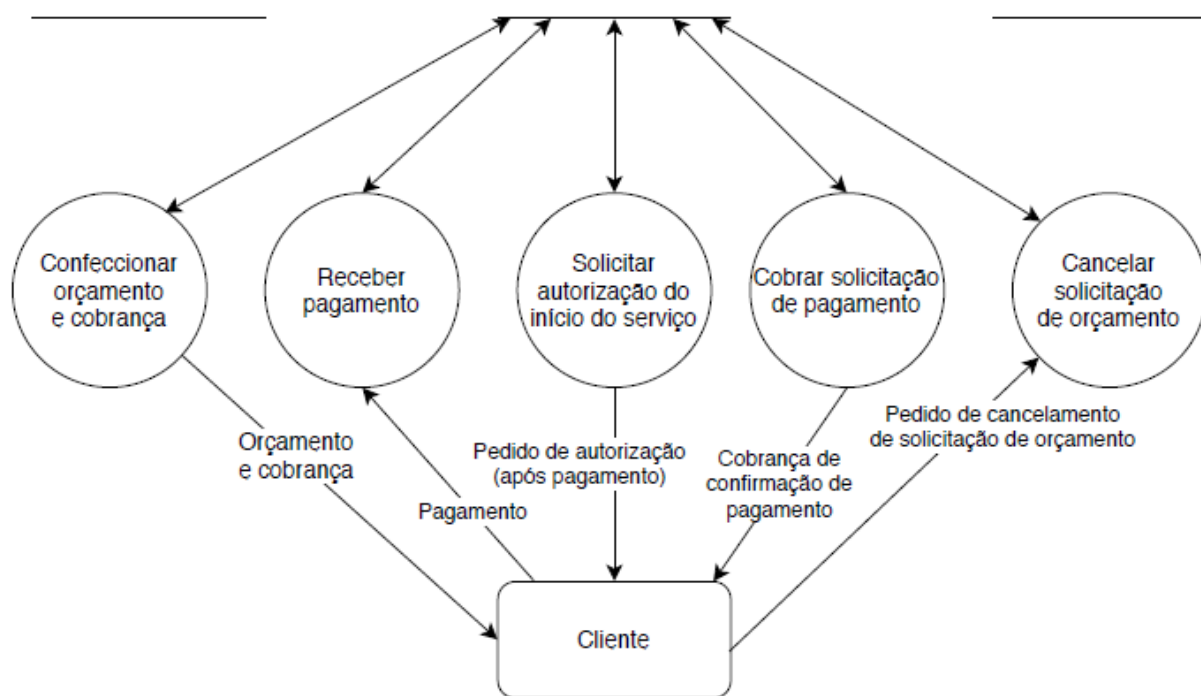 Confeccionar
orçamento
e cobrança
Receber
pagamento
Solicitar
autorização do
início do serviço
Cobrar solicitação
de pagamento
Cancelar
solicitação
de orçamento
Orçamento
e cobrança
Pagamento
Pedido de autorização
(após pagamento)
Cobrança de
confirmação de
pagamento
Pedido de cancelamento
de solicitação de orçamento
Cliente